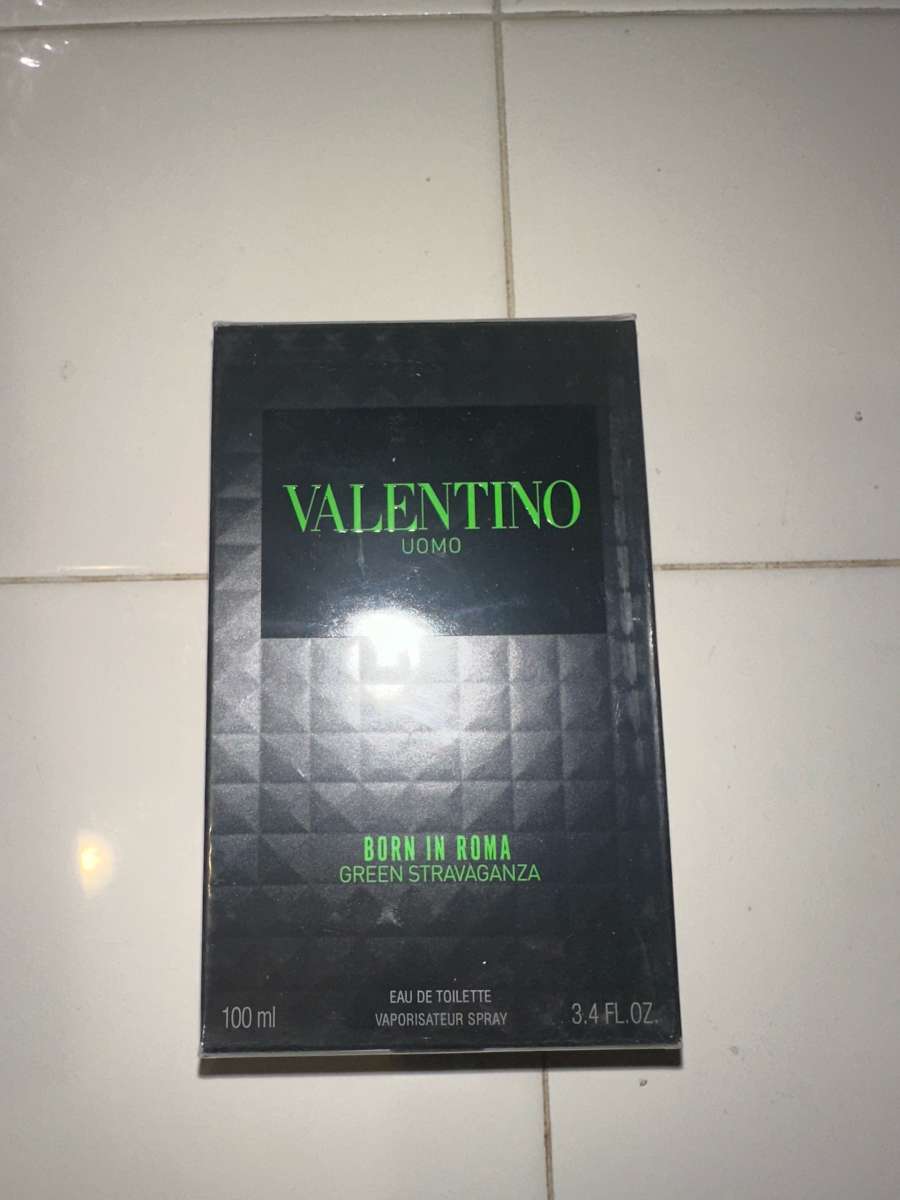 VALENTINO
UOMO
BORN IN ROMA
GREEN STRAVAGANZA
EAU DE TOILETTE
100 ml VAPORISATEUR SPRAY 3.4 FL.OZ.